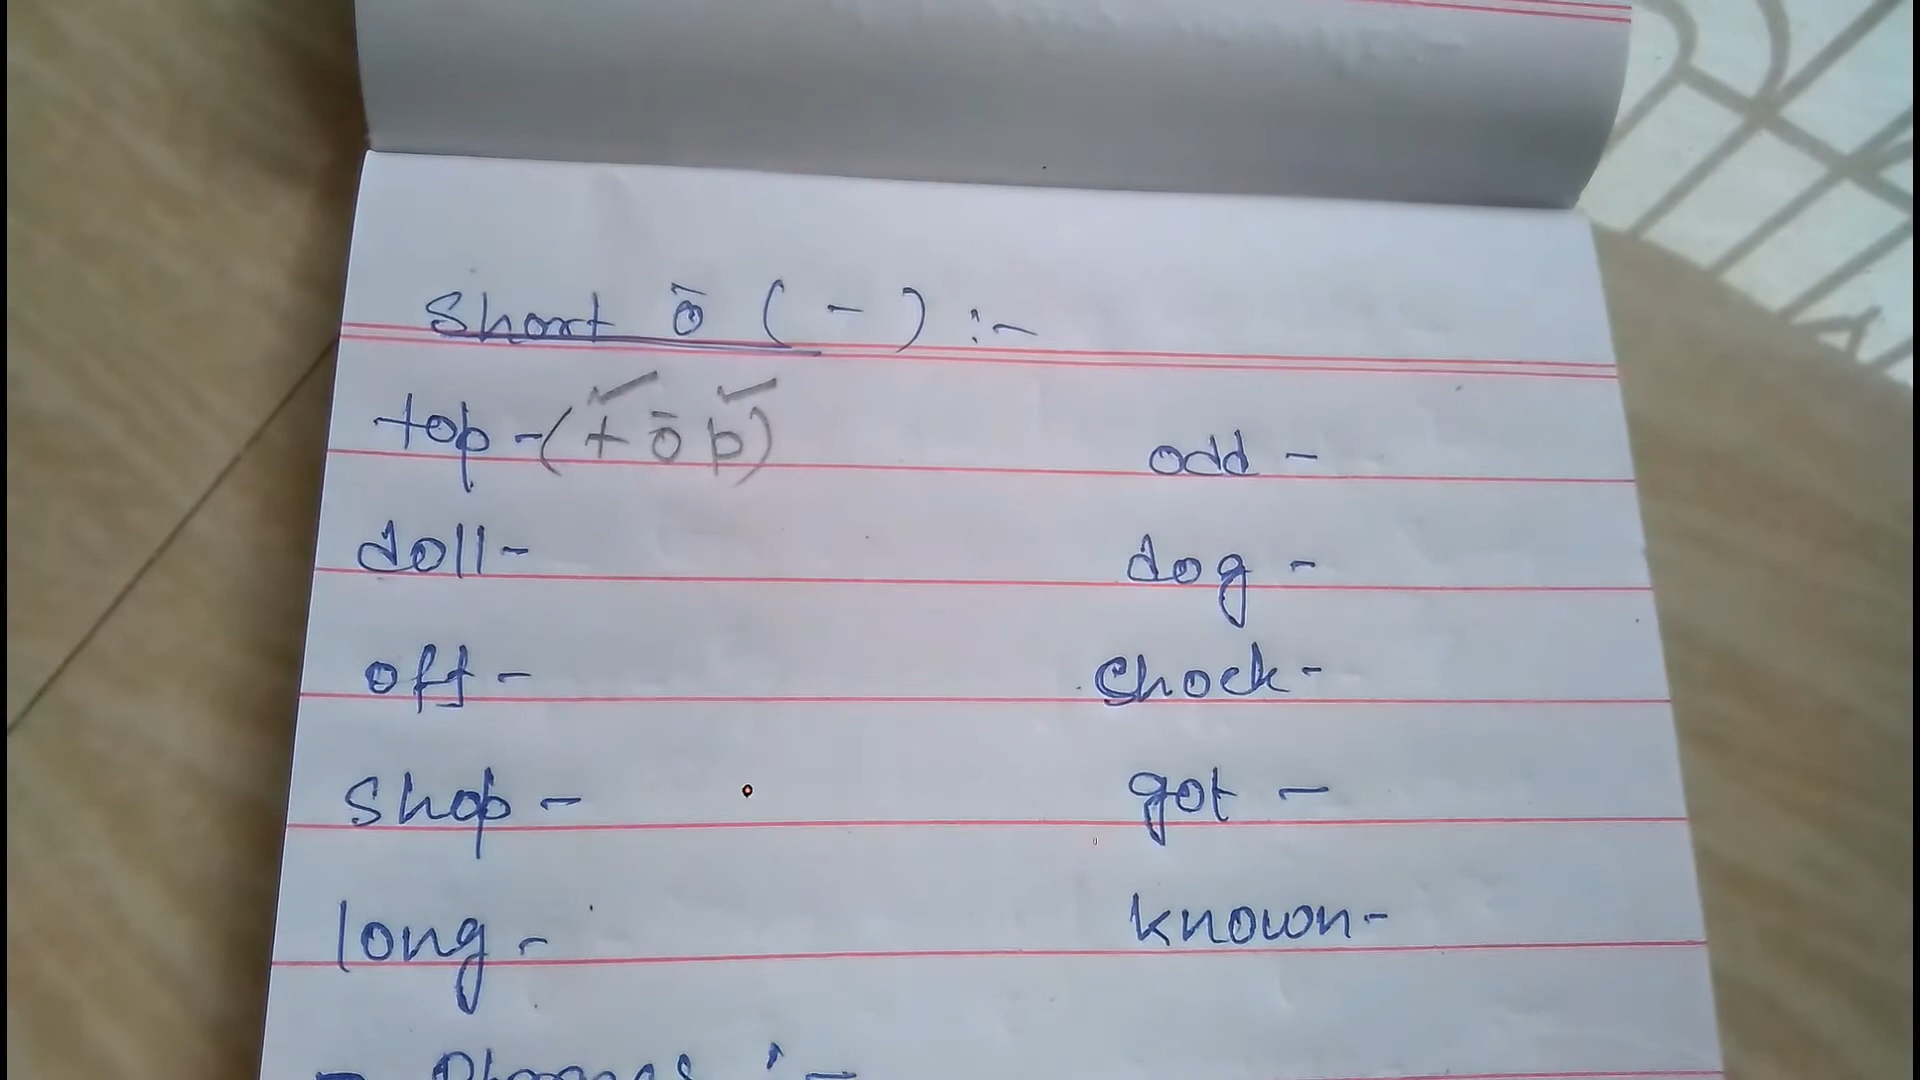 Short ō ( - ) :-
top - (t ō p)
odd -
doll -
dog -
off -
shock -
shop -
got -
long -
known -